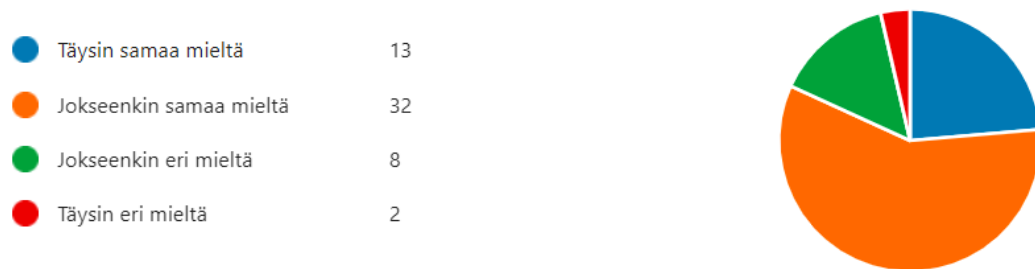 Täysin samaa mieltä 13
Jokseenkin samaa mieltä 32
Jokseenkin eri mieltä 8
Täysin eri mieltä 2